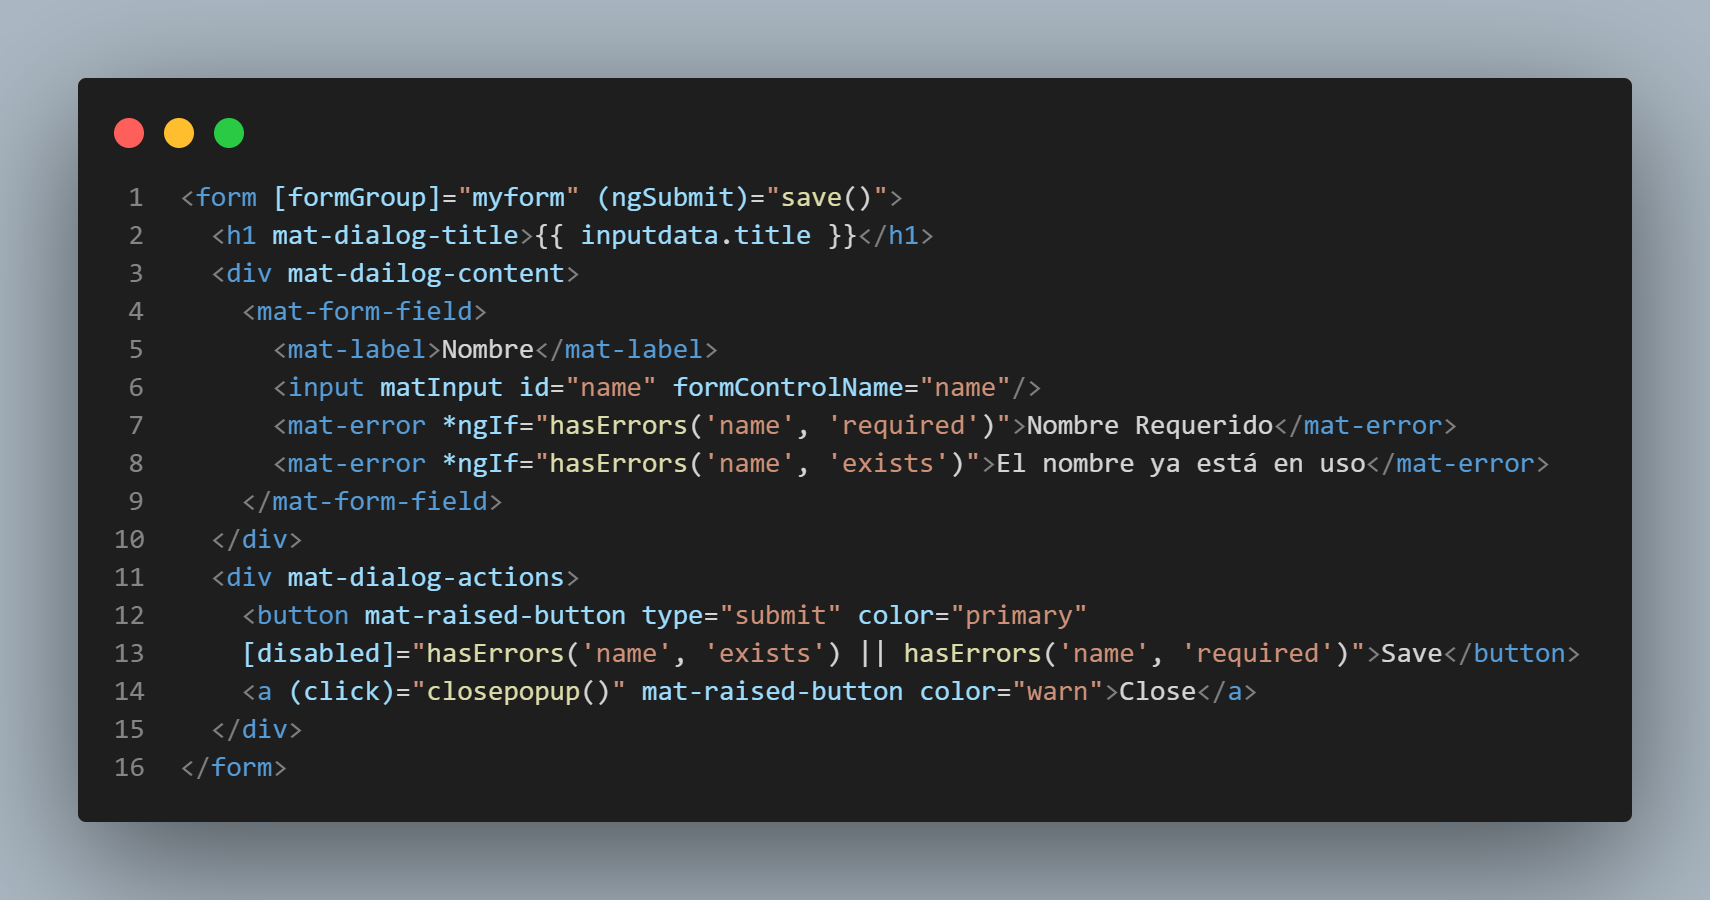 1 <form [formGroup]="myform" (ngSubmit)="save()">
2 <h1 mat-dialog-title>{{ inputdata.title }}</h1>
3 <div mat-dailog-content>
4 <mat-form-field>
5 <mat-label>Nombre</mat-label>
6 <input matInput id="name" formControlName="name"/>
7 <mat-error *ngIf="hasErrors('name', 'required')">Nombre Requerido</mat-error>
8 <mat-error *ngIf="hasErrors('name', 'exists')">El nombre ya está en uso</mat-error>
9 </mat-form-field>
10 </div>
11 <div mat-dialog-actions>
12 <button mat-raised-button type="submit" color="primary"
13 [disabled]="hasErrors('name', 'exists') || hasErrors('name', 'required')">Save</button>
14 <a (click)="closepopup()" mat-raised-button color="warn">Close</a>
15 </div>
16 </form>